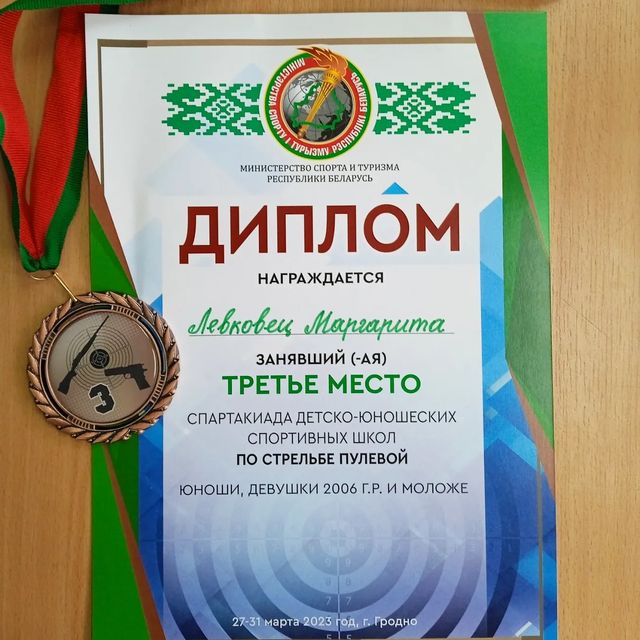 МІНІСТЭРСТВА СПОРТУ І ТУРЫЗМУ РЭСПУБЛІКІ БЕЛАРУСЬ
МИНИСТЕРСТВО СПОРТА И ТУРИЗМА
РЕСПУБЛИКИ БЕЛАРУСЬ
ДИПЛОМ
НАГРАЖДАЕТСЯ
Левковец Маргарита
ЗАНЯВШИЙ (-АЯ)
ТРЕТЬЕ МЕСТО
СПАРТАКИАДА ДЕТСКО-ЮНОШЕСКИХ
СПОРТИВНЫХ ШКОЛ
ПО СТРЕЛЬБЕ ПУЛЕВОЙ
ЮНОШИ, ДЕВУШКИ 2006 Г.Р. И МОЛОЖЕ
27-31 марта 2023 год, г. Гродно
3